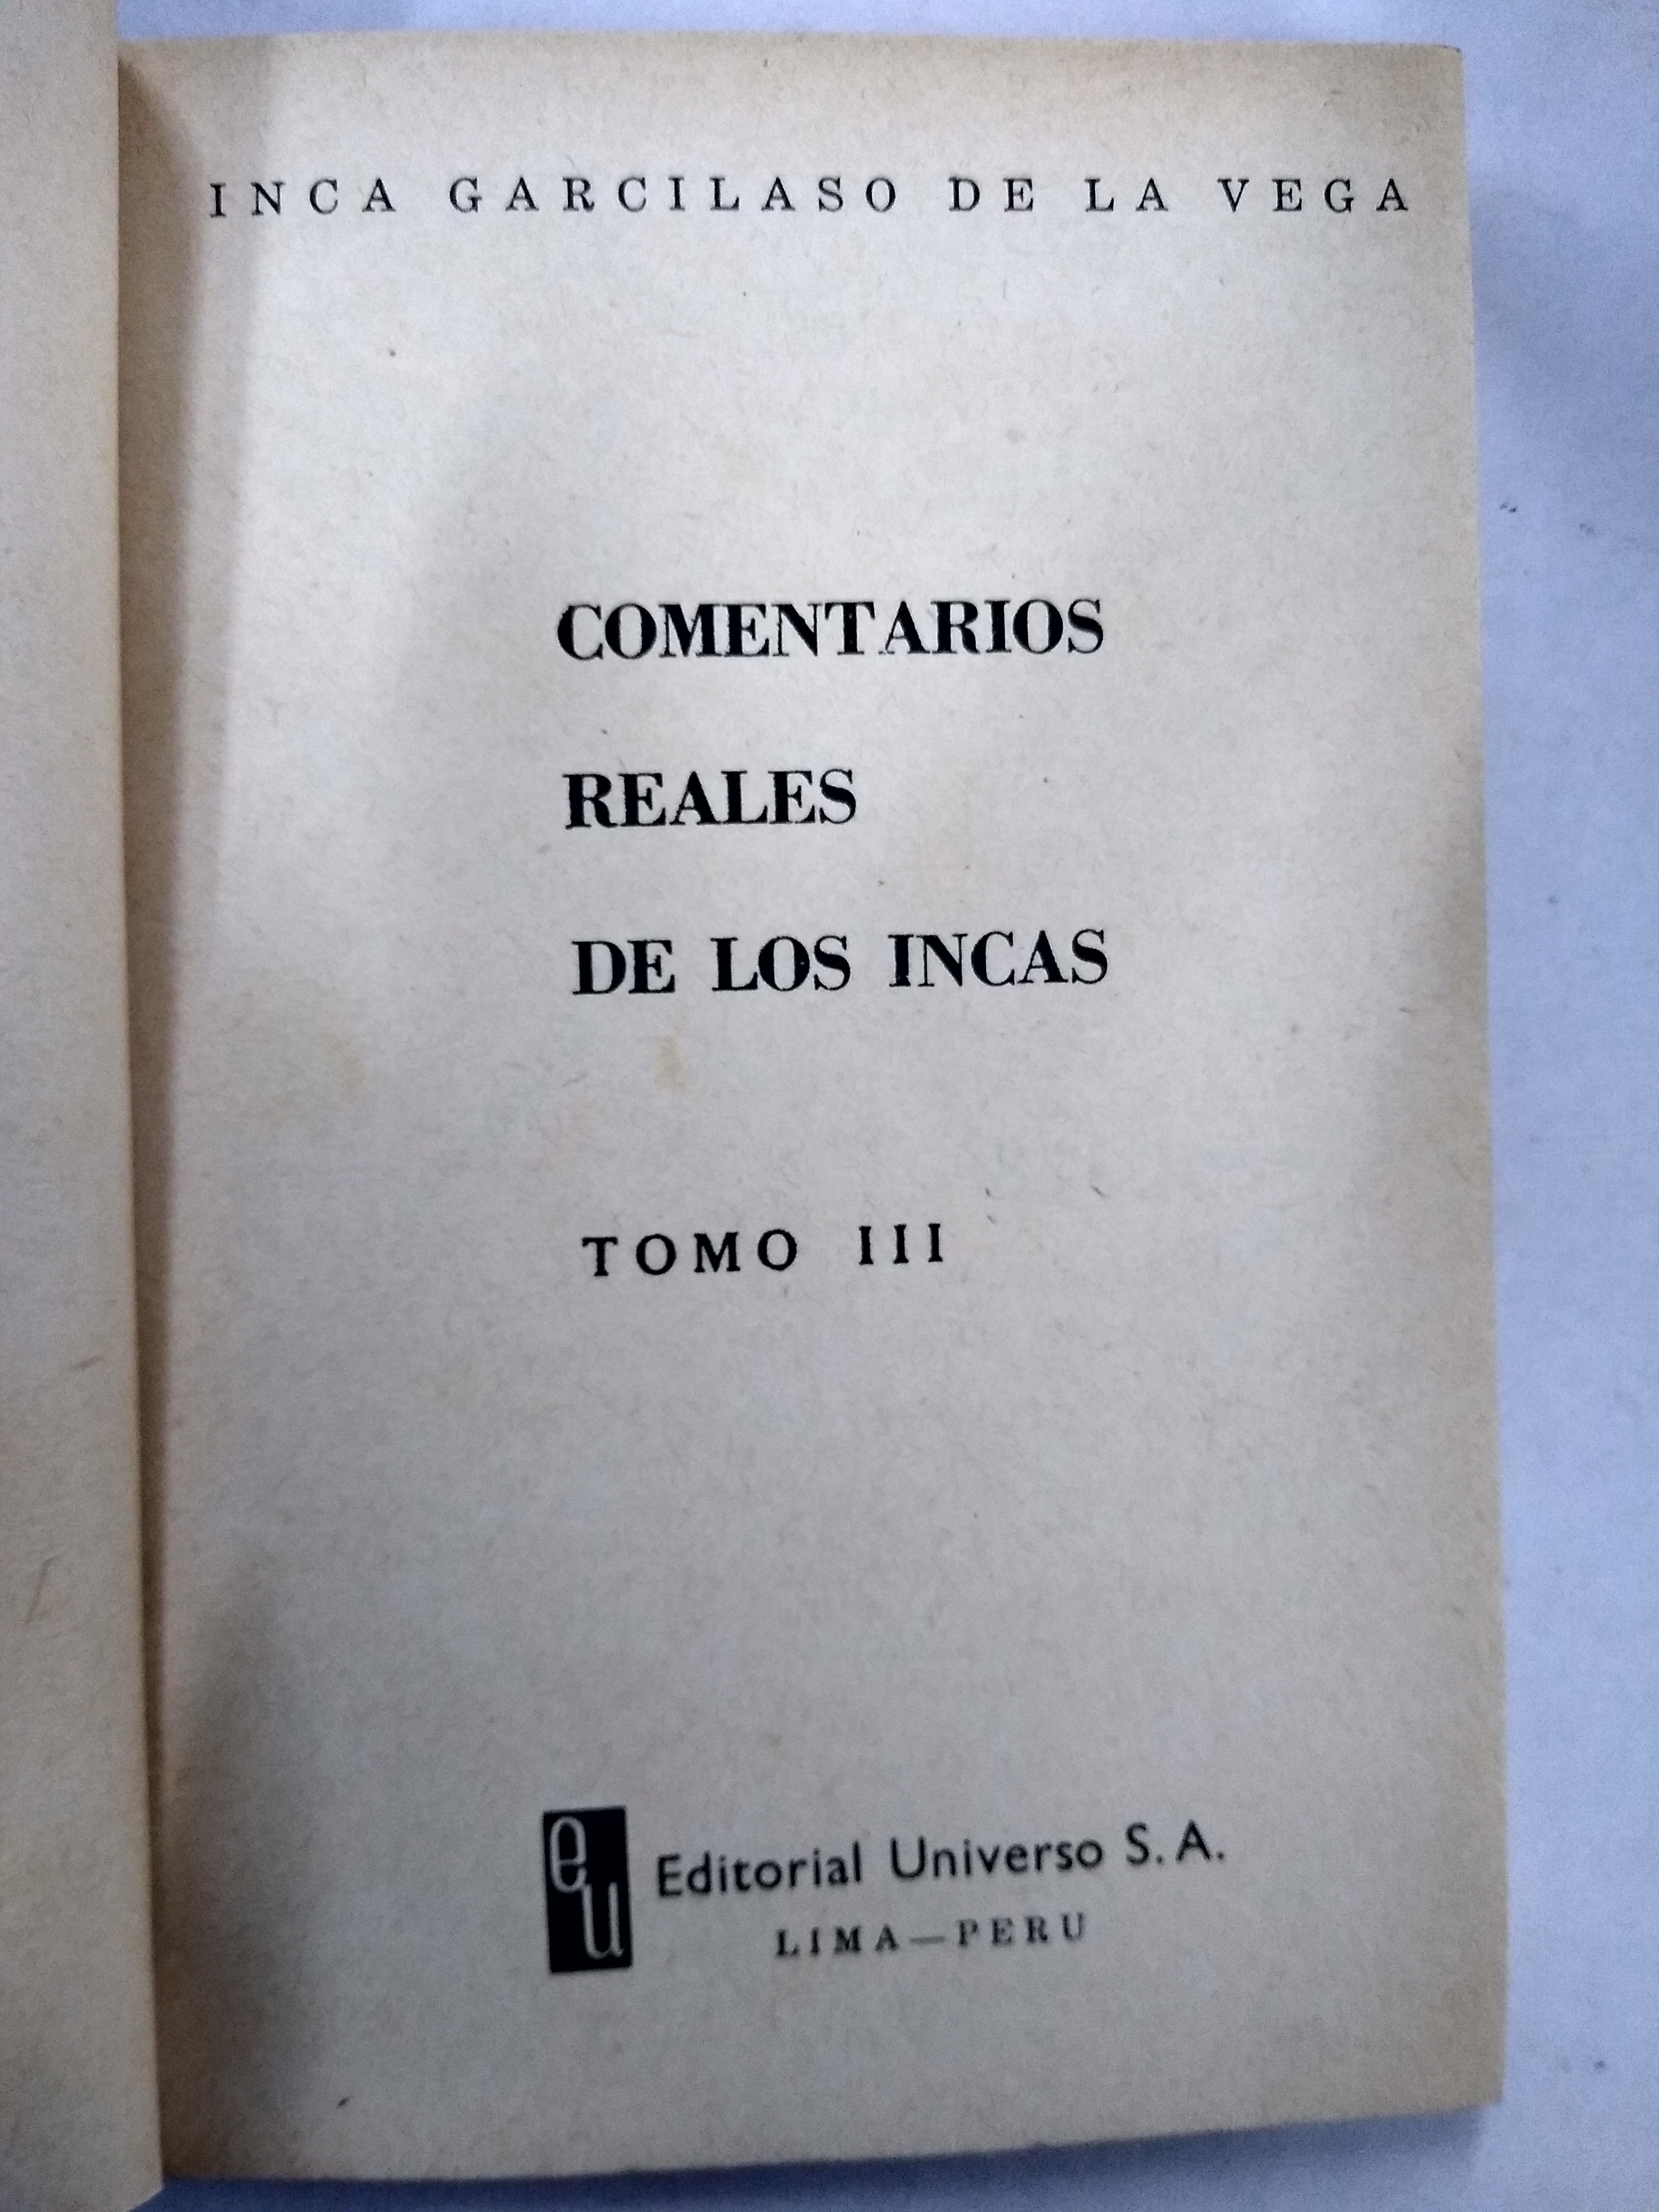 INCA GARCILASO DE LA VEGA
COMENTARIOS
REALES
DE LOS INCAS
TOMO III
eu
Editorial Universo S.A.
LIMA—PERU